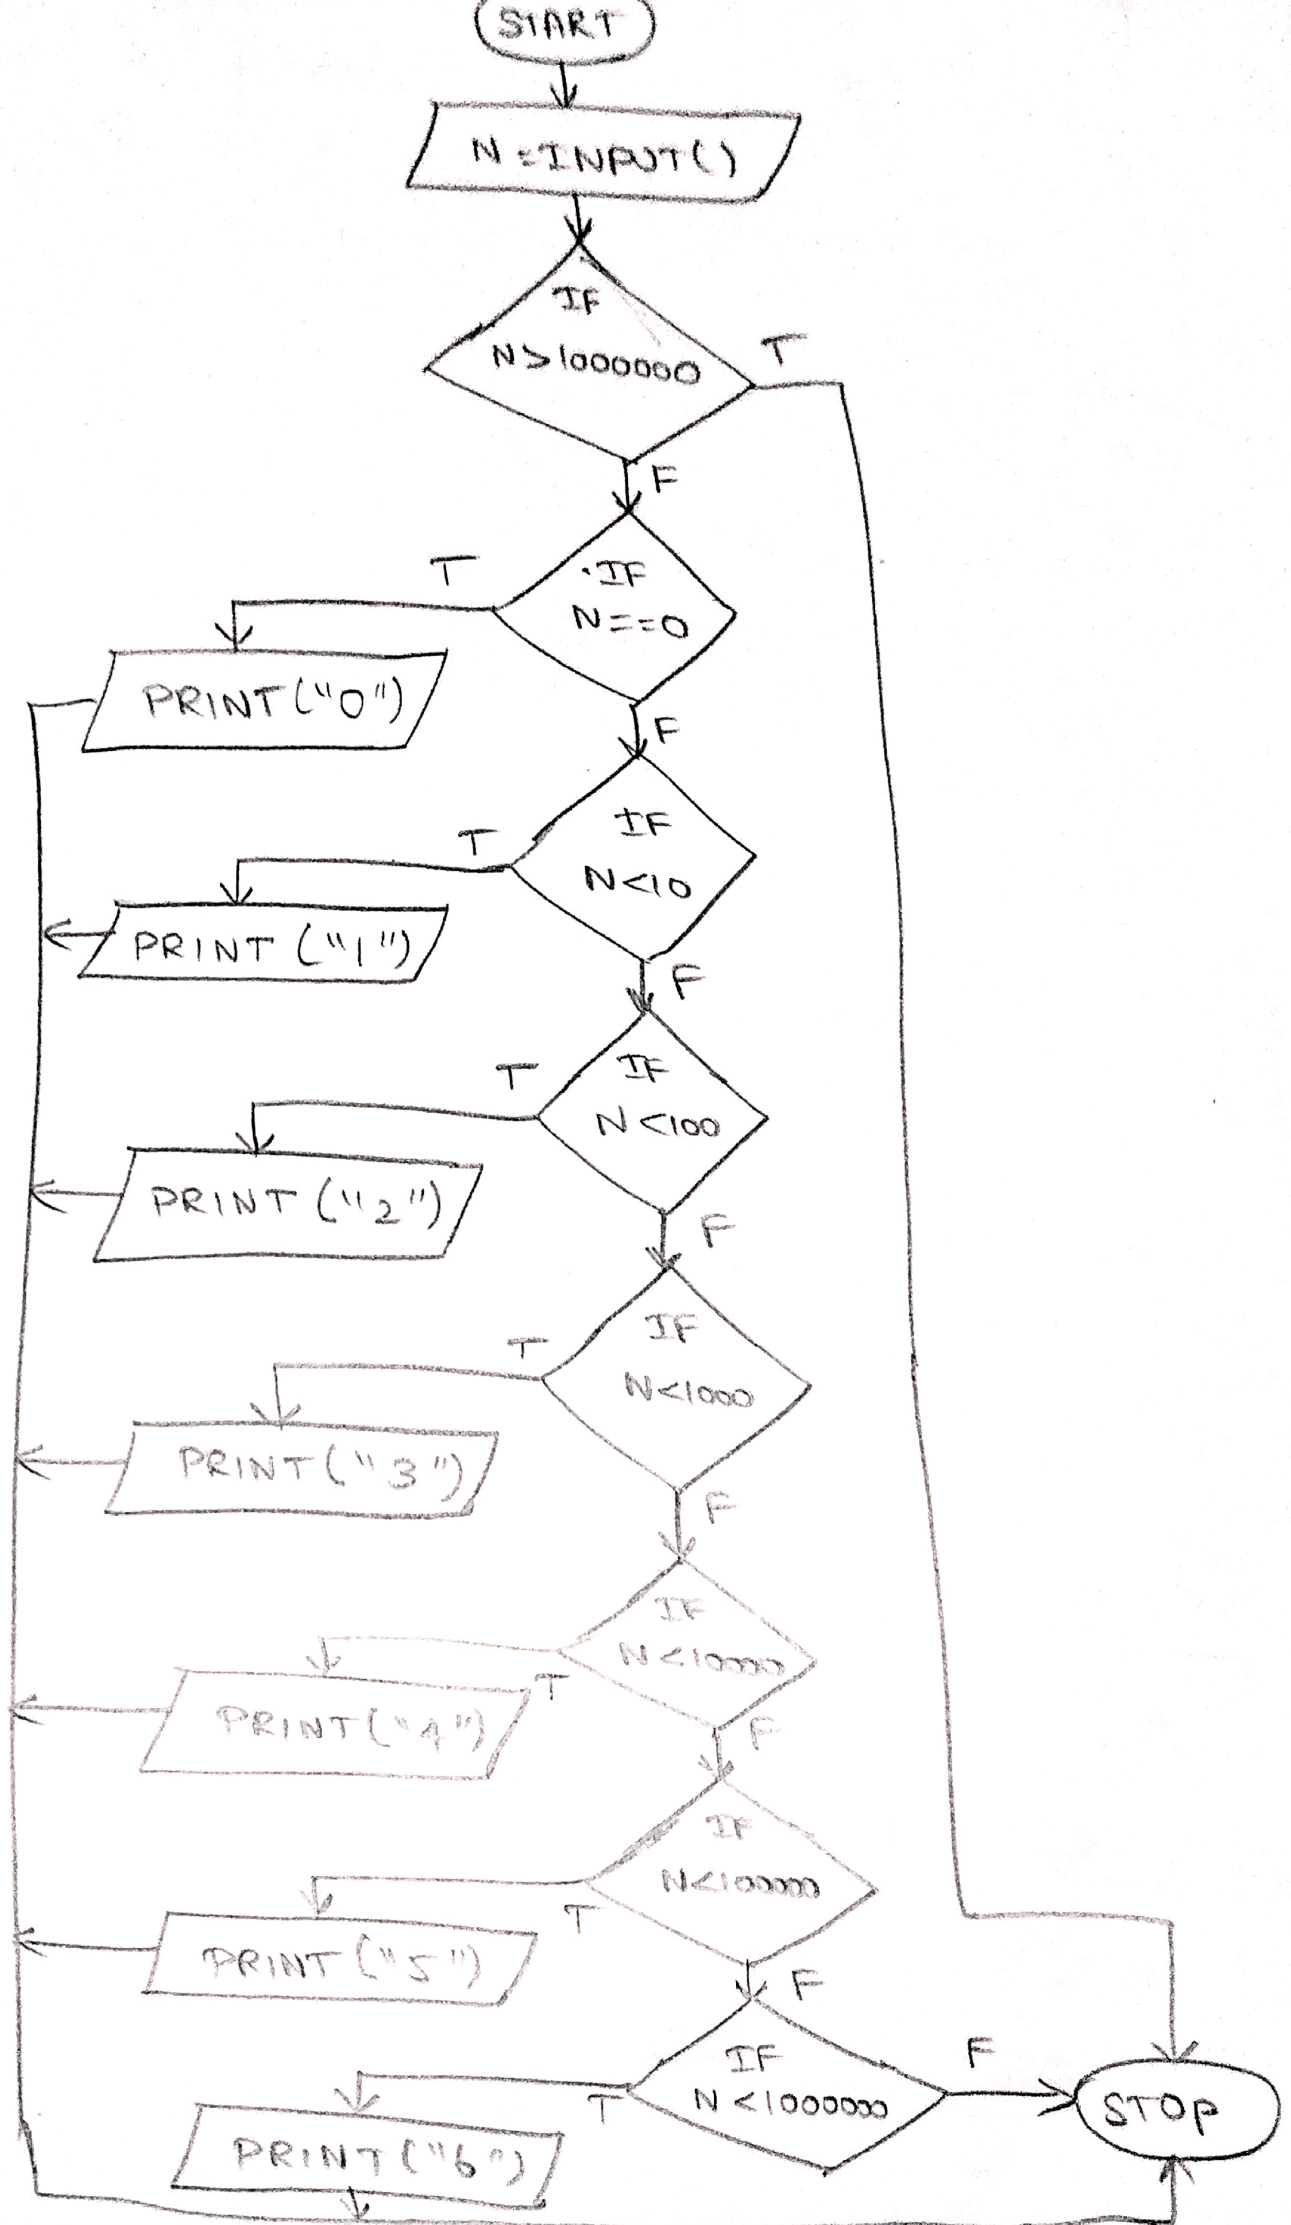 START
N=INPUT()
IF
N>1000000
T
F
T
IF
N==0
PRINT("0")
F
T
IF
N<10
PRINT ("1")
F
T
IF
N<100
PRINT ("2")
F
T
IF
N<1000
PRINT("3")
F
IF
N<10000
T
PRINT("4")
F
IF
N<100000
T
PRINT("5")
F
IF
N<1000000
F
T
STOP
PRINT("6")